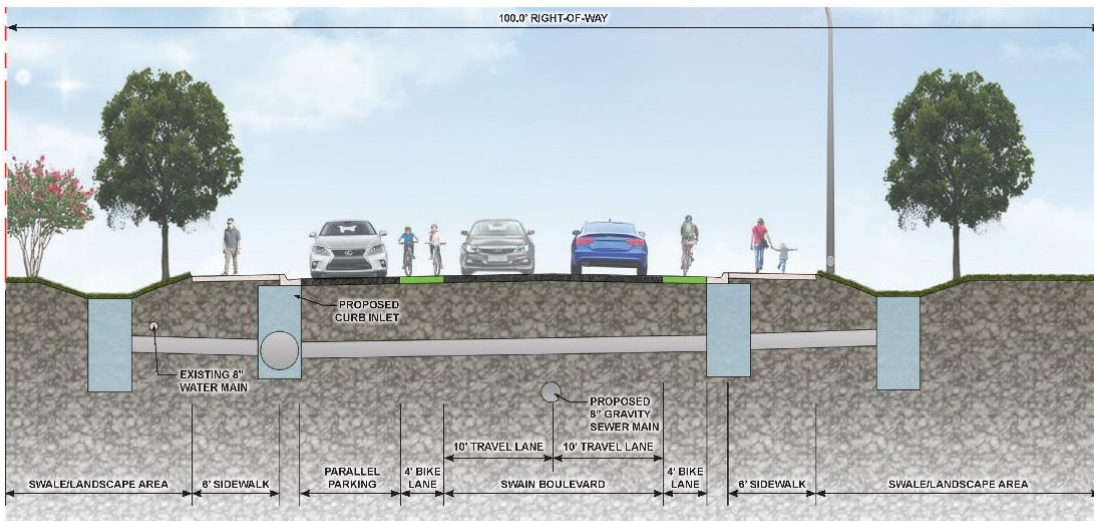 100.0' RIGHT-OF-WAY
PROPOSED
CURB INLET
EXISTING 8"
WATER MAIN
PROPOSED
8" GRAVITY
SEWER MAIN
10' TRAVEL LANE
10' TRAVEL LANE
SWALE/LANDSCAPE AREA
6' SIDEWALK
PARALLEL
PARKING
4' BIKE
LANE
SWAIN BOULEVARD
4' BIKE
LANE
6' SIDEWALK
SWALE/LANDSCAPE AREA